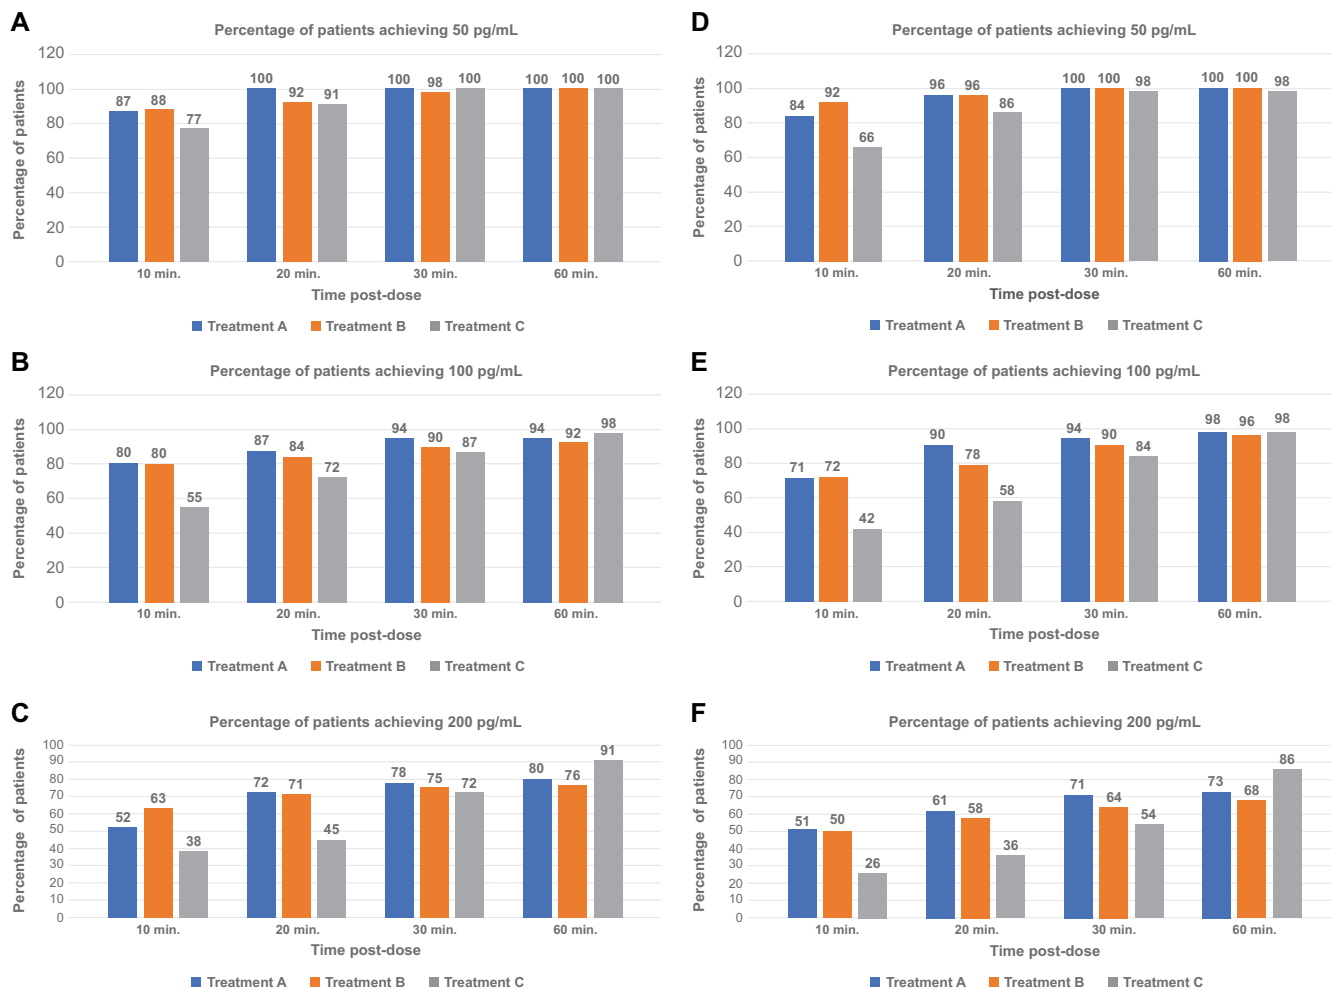 A
Percentage of patients achieving 50 pg/mL
Percentage of patients
120
100
80
60
40
20
0
87 88 77
100 92 91
100 98 100
100 100 100
10 min. 20 min. 30 min. 60 min.
Time post-dose
Treatment A Treatment B Treatment C
D
Percentage of patients achieving 50 pg/mL
Percentage of patients
120
100
80
60
40
20
0
84 92 66
96 96 86
100 100 98
100 100 98
10 min. 20 min. 30 min. 60 min.
Time post-dose
Treatment A Treatment B Treatment C
B
Percentage of patients achieving 100 pg/mL
Percentage of patients
120
100
80
60
40
20
0
80 80 55
87 84 72
94 90 87
94 92 98
10 min. 20 min. 30 min. 60 min.
Time post-dose
Treatment A Treatment B Treatment C
E
Percentage of patients achieving 100 pg/mL
Percentage of patients
120
100
80
60
40
20
0
71 72 42
90 78 58
94 90 84
98 96 98
10 min. 20 min. 30 min. 60 min.
Time post-dose
Treatment A Treatment B Treatment C
C
Percentage of patients achieving 200 pg/mL
Percentage of patients
100
90
80
70
60
50
40
30
20
10
0
52 63 38
72 71 45
78 75 72
80 76 91
10 min. 20 min. 30 min. 60 min.
Time post-dose
Treatment A Treatment B Treatment C
F
Percentage of patients achieving 200 pg/mL
Percentage of patients
100
90
80
70
60
50
40
30
20
10
0
51 50 26
61 58 36
71 64 54
73 68 86
10 min. 20 min. 30 min. 60 min.
Time post-dose
Treatment A Treatment B Treatment C